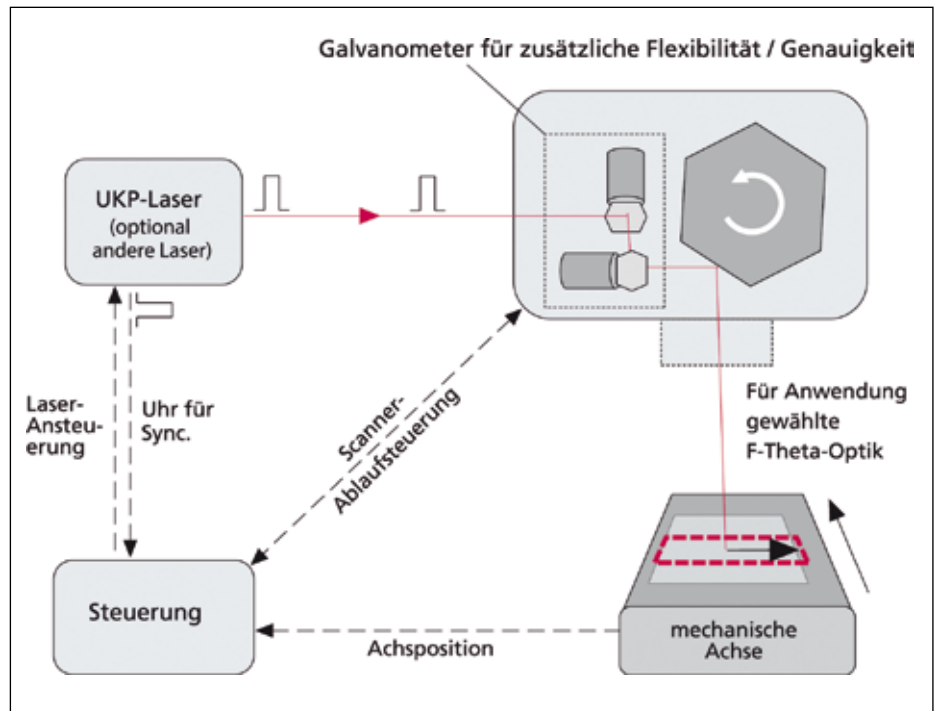 Galvanometer für zusätzliche Flexibilität / Genauigkeit
UKP-Laser
(optional
andere Laser)
Laser-
Ansteu-
erung
Uhr für
Sync.
Scanner-
Ablaufsteuerung
Für Anwendung
gewählte
F-Theta-Optik
Steuerung
Achsposition
mechanische
Achse